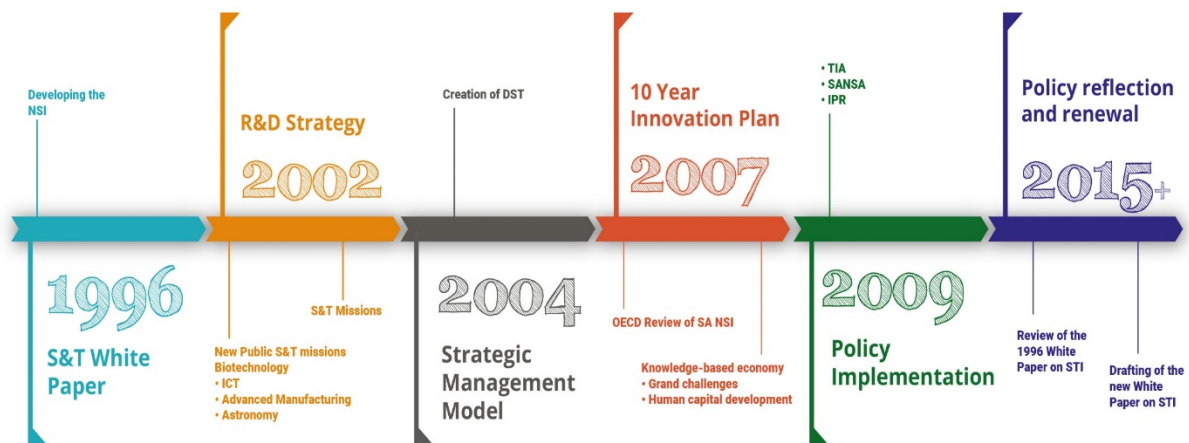 Developing the
NSI
1996
S&T White
Paper
R&D Strategy
2002
New Public S&T missions
Biotechnology
• ICT
• Advanced Manufacturing
• Astronomy
S&T Missions
Creation of DST
2004
Strategic
Management
Model
10 Year
Innovation Plan
2007
OECD Review of SA NSI
Knowledge-based economy
• Grand challenges
• Human capital development
• TIA
• SANSA
• IPR
2009
Policy
Implementation
Policy reflection
and renewal
2015+
Review of the
1996 White
Paper on STI
Drafting of the
new White
Paper on STI